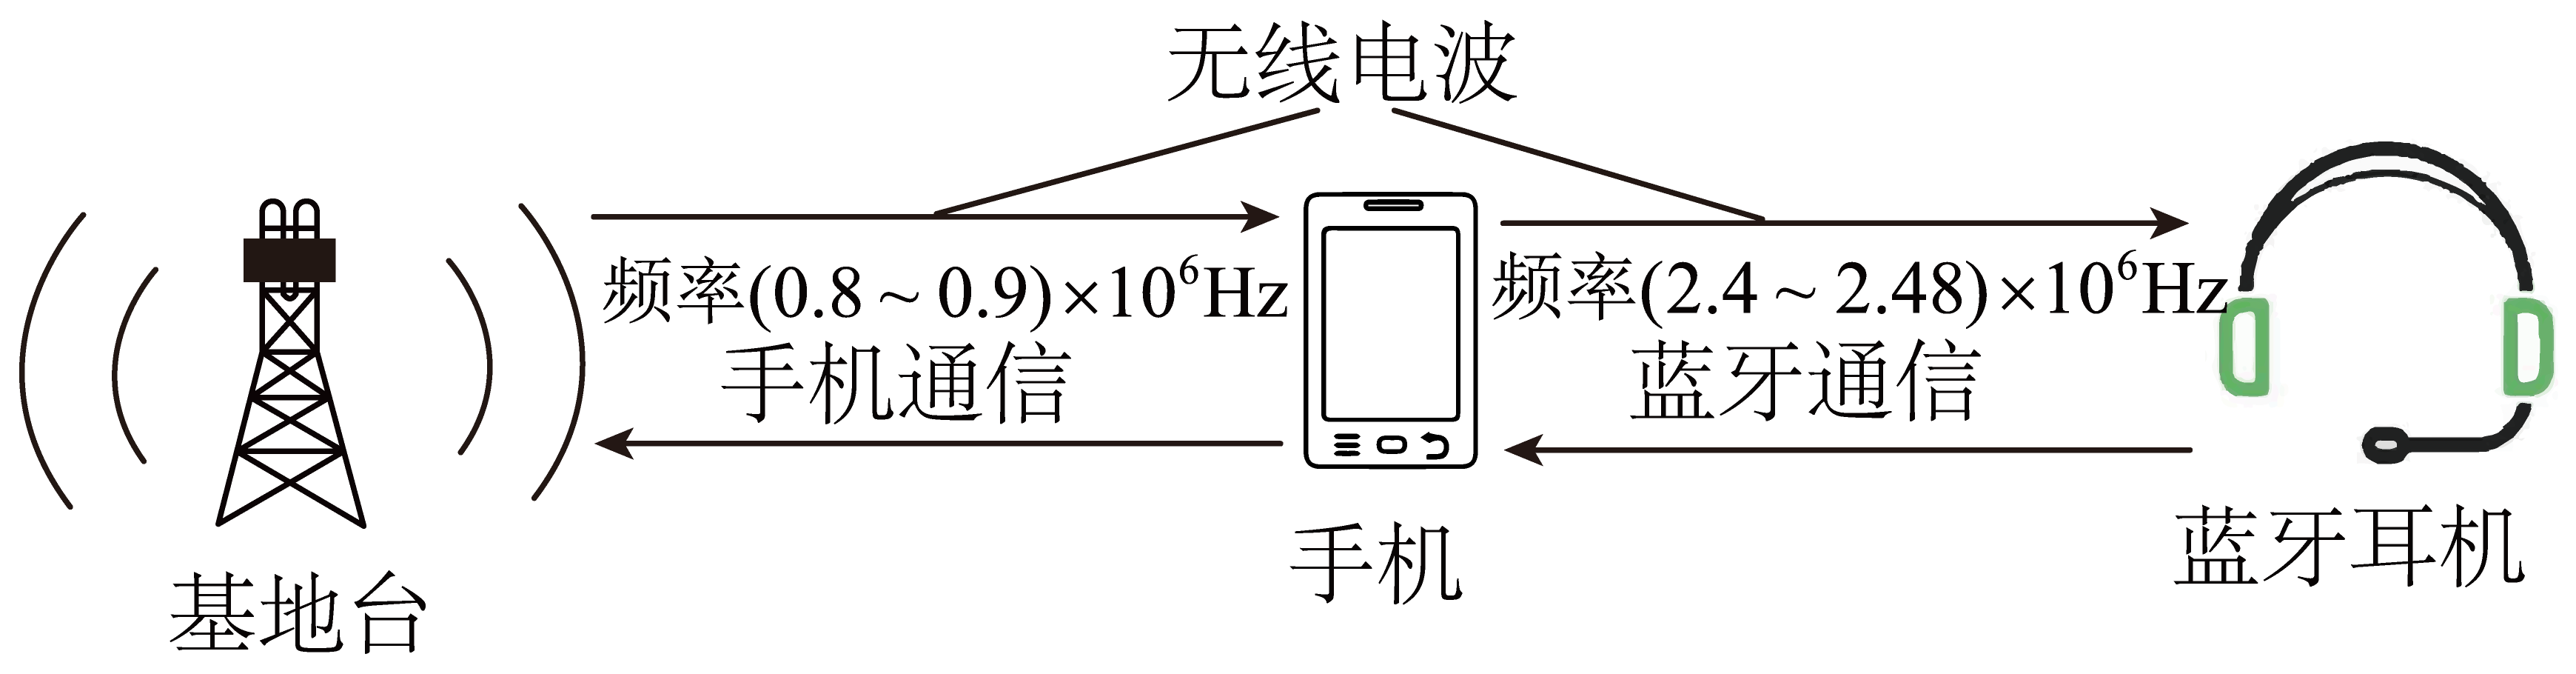 无线电波
频率(0.8 ~ 0.9)×10⁶Hz
手机通信
频率(2.4 ~ 2.48)×10⁶Hz
蓝牙通信
基地台
手机
蓝牙耳机